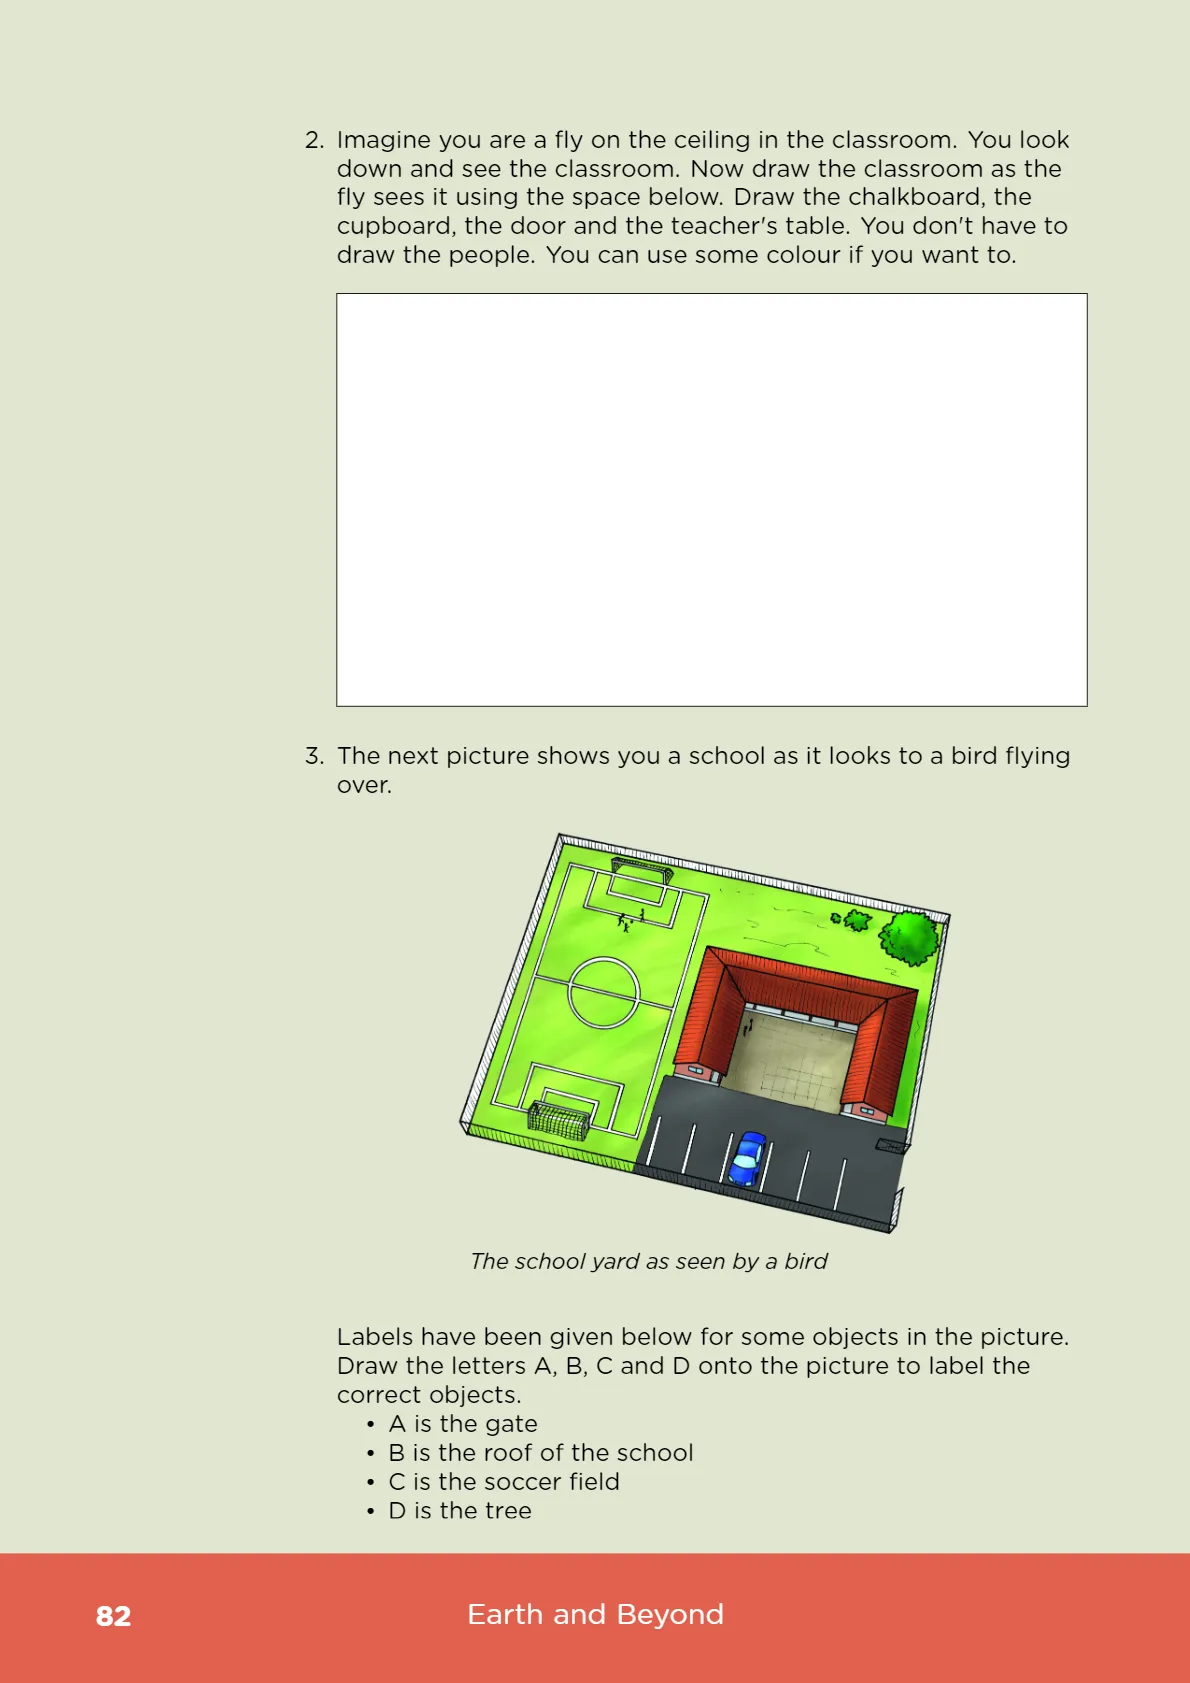 2. Imagine you are a fly on the ceiling in the classroom. You look
down and see the classroom. Now draw the classroom as the
fly sees it using the space below. Draw the chalkboard, the
cupboard, the door and the teacher's table. You don't have to
draw the people. You can use some colour if you want to.
3. The next picture shows you a school as it looks to a bird flying
over.
The school yard as seen by a bird
Labels have been given below for some objects in the picture.
Draw the letters A, B, C and D onto the picture to label the
correct objects.
• A is the gate
• B is the roof of the school
• C is the soccer field
• D is the tree
82 Earth and Beyond